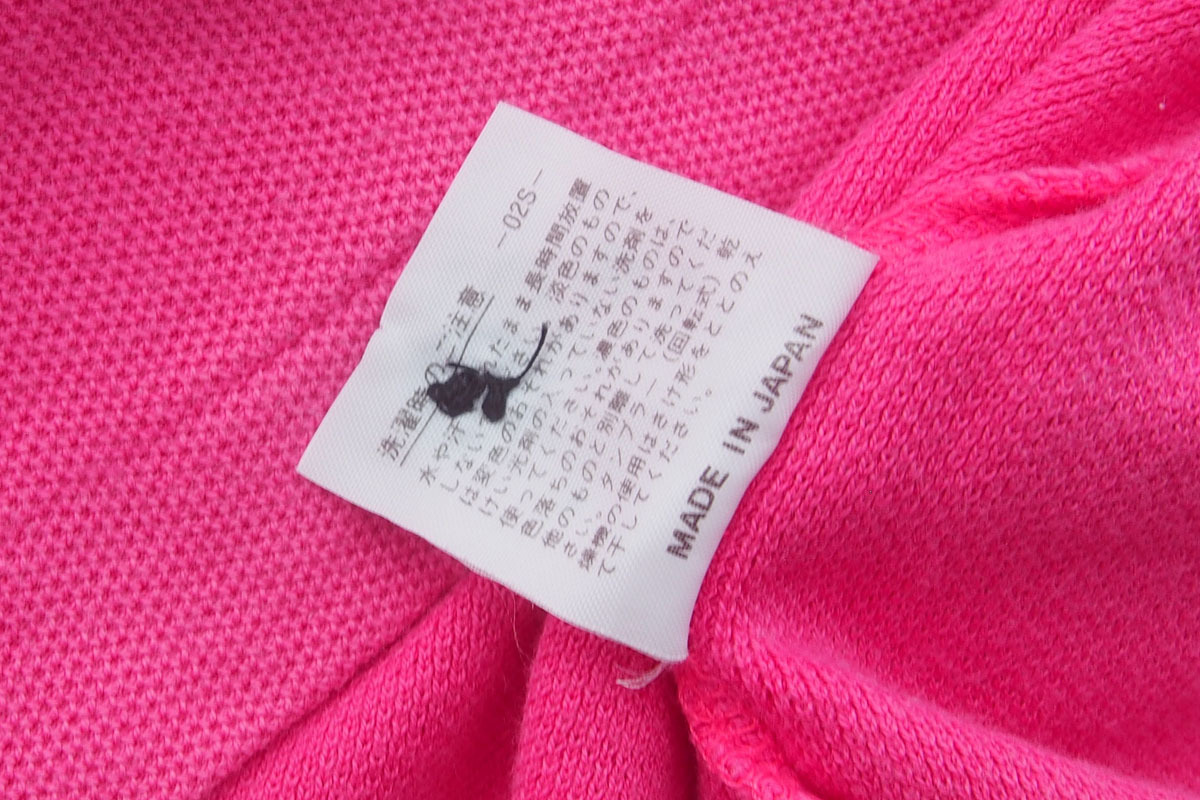 -02S-
洗濯時 ご注意
水や汗 れたまま長時間放置
しない さい。淡色のもの
は変色のおそれがありますので、
けい光剤の入っていない洗剤を
使ってください。濃色のものは、
色落ちのおそれがありますので
他のものと別にして洗ってくだ
さい。タンブラー(回転式)乾
燥機の使用はさけ形をととのえ
て干してください。
MADE IN JAPAN